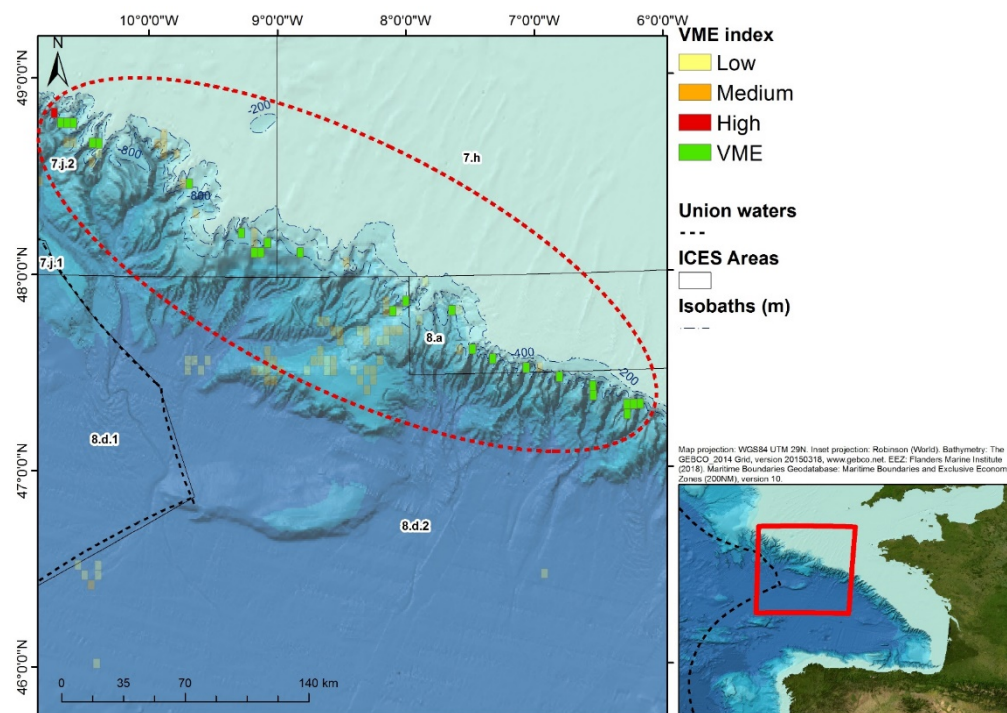 10°0'0"W 9°0'0"W 8°0'0"W 7°0'0"W 6°0'0"W
N
49°0'0"N
48°0'0"N
47°0'0"N
46°0'0"N
-200
-800
7.j.2
7.h
-800
7.j.1
8.a
-400
-200
8.d.1
8.d.2
0 35 70 140 km
VME index
Low
Medium
High
VME
Union waters
ICES Areas
Isobaths (m)
Map projection: WGS84 UTM 29N. Inset projection: Robinson (World). Bathymetry: The
GEBCO_2014 Grid, version 20150318, www.gebco.net. EEZ: Flanders Marine Institute
(2018). Maritime Boundaries Geodatabase: Maritime Boundaries and Exclusive Econom
Zones (200NM), version 10.